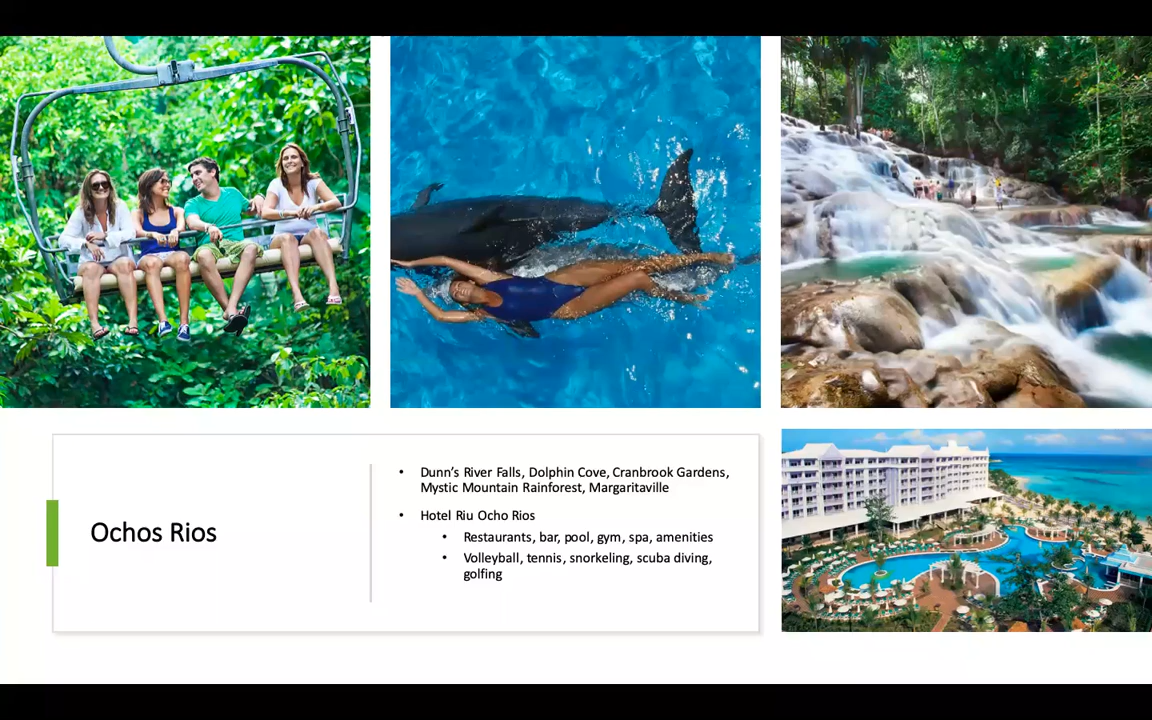 Ochos Rios
• Dunn’s River Falls, Dolphin Cove, Cranbrook Gardens,
Mystic Mountain Rainforest, Margaritaville
• Hotel Riu Ocho Rios
• Restaurants, bar, pool, gym, spa, amenities
• Volleyball, tennis, snorkeling, scuba diving,
golfing